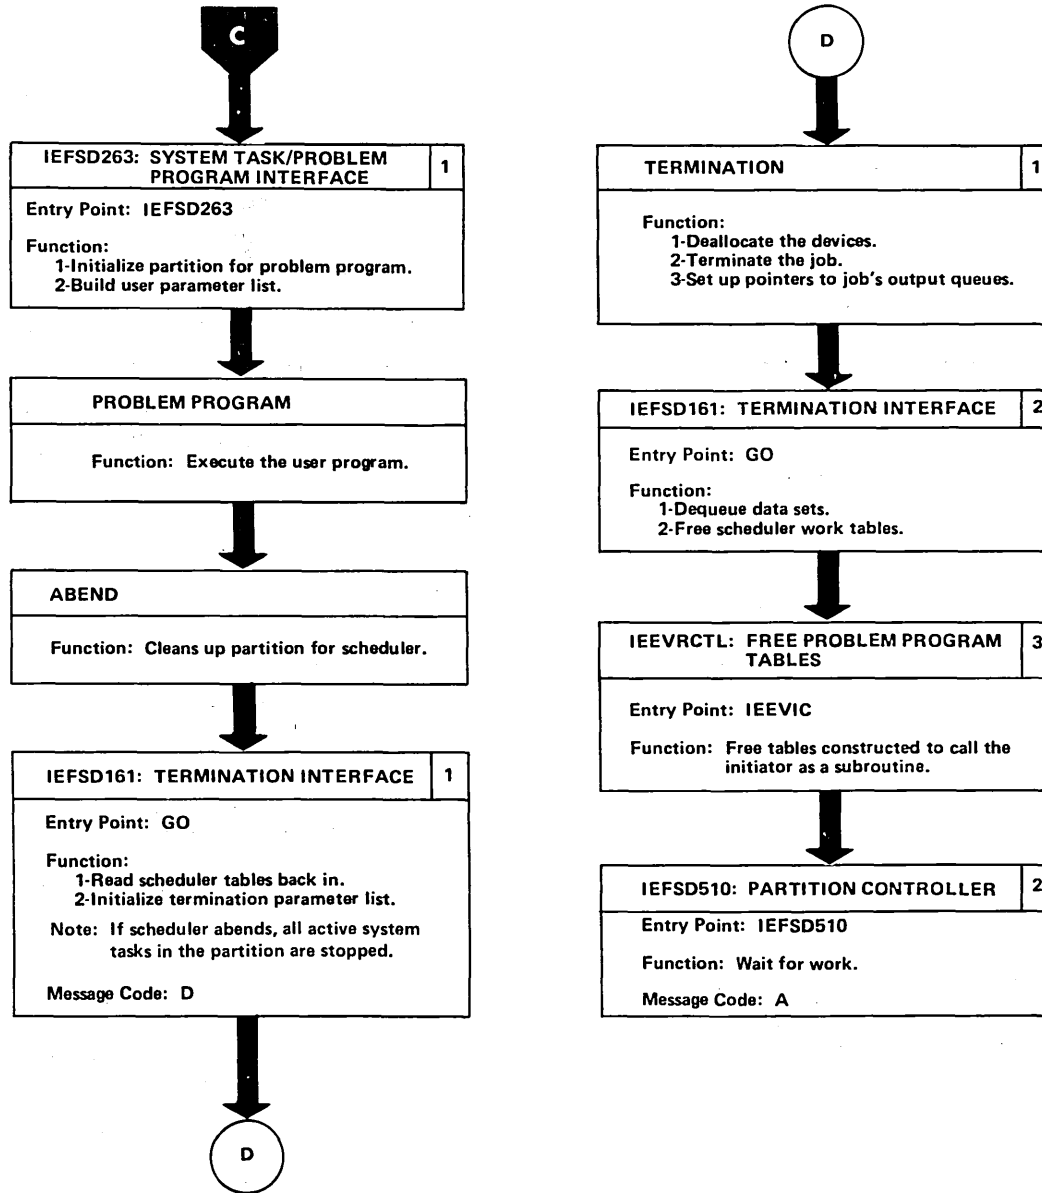 C
IEFSD263: SYSTEM TASK/PROBLEM
PROGRAM INTERFACE
1
Entry Point: IEFSD263
Function:
1-Initialize partition for problem program.
2-Build user parameter list.
PROBLEM PROGRAM
Function: Execute the user program.
ABEND
Function: Cleans up partition for scheduler.
IEFSD161: TERMINATION INTERFACE
1
Entry Point: GO
Function:
1-Read scheduler tables back in.
2-Initialize termination parameter list.
Note: If scheduler abends, all active system
tasks in the partition are stopped.
Message Code: D
D
D
TERMINATION
1
Function:
1-Deallocate the devices.
2-Terminate the job.
3-Set up pointers to job's output queues.
IEFSD161: TERMINATION INTERFACE
2
Entry Point: GO
Function:
1-Dequeue data sets.
2-Free scheduler work tables.
IEEVRCTL: FREE PROBLEM PROGRAM
TABLES
3
Entry Point: IEEVIC
Function: Free tables constructed to call the
initiator as a subroutine.
IEFSD510: PARTITION CONTROLLER
2
Entry Point: IEFSD510
Function: Wait for work.
Message Code: A